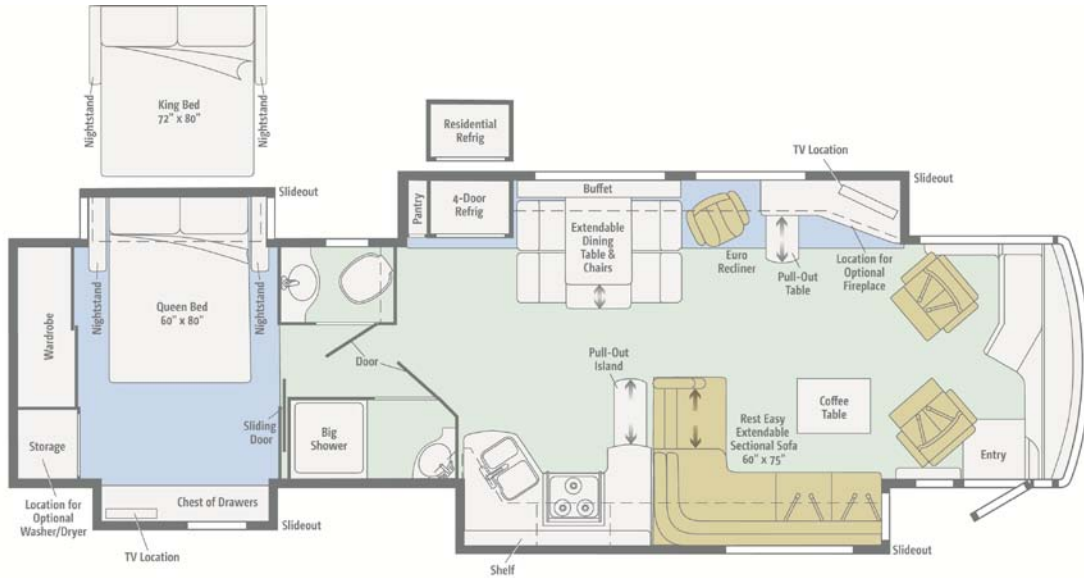 Nightstand
King Bed
72" x 80"
Nightstand
Residential
Refrig
TV Location
Slideout
Slideout
Pantry
4-Door
Refrig
Buffet
Extendable
Dining
Table &
Chairs
Euro
Recliner
Pull-Out
Table
Location for
Optional
Fireplace
Nightstand
Queen Bed
60" x 80"
Nightstand
Wardrobe
Door
Pull-Out
Island
Sliding
Door
Big
Shower
Rest Easy
Extendable
Sectional Sofa
60" x 75"
Coffee
Table
Entry
Storage
Location for
Optional
Washer/Dryer
Chest of Drawers
TV Location
Slideout
Shelf
Slideout